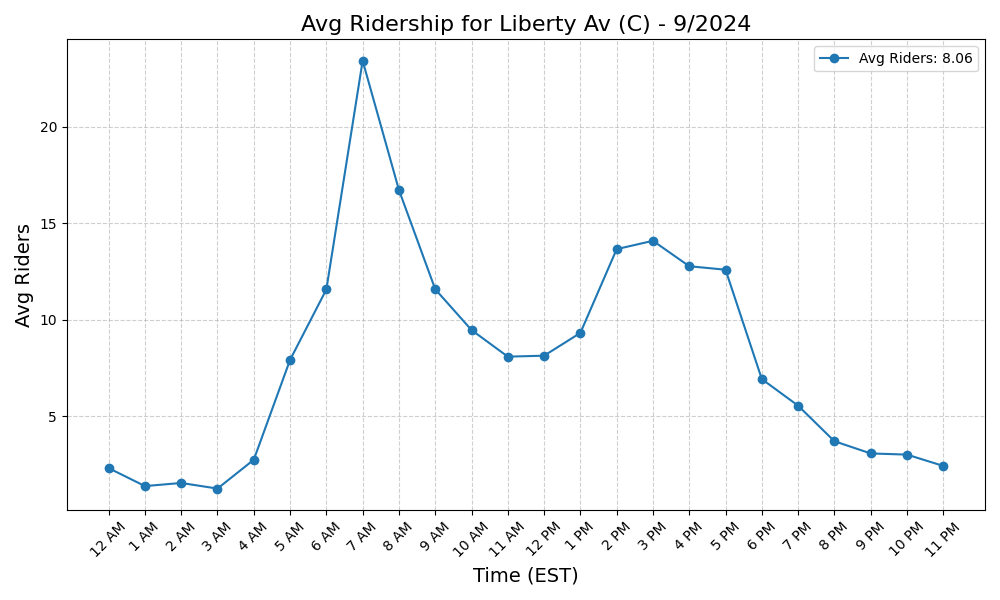 Avg Ridership for Liberty Av (C) - 9/2024
Avg Riders: 8.06
Avg Riders
20
15
10
5
12 AM
1 AM
2 AM
3 AM
4 AM
5 AM
6 AM
7 AM
8 AM
9 AM
10 AM
11 AM
12 PM
1 PM
2 PM
3 PM
4 PM
5 PM
6 PM
7 PM
8 PM
9 PM
10 PM
11 PM
Time (EST)